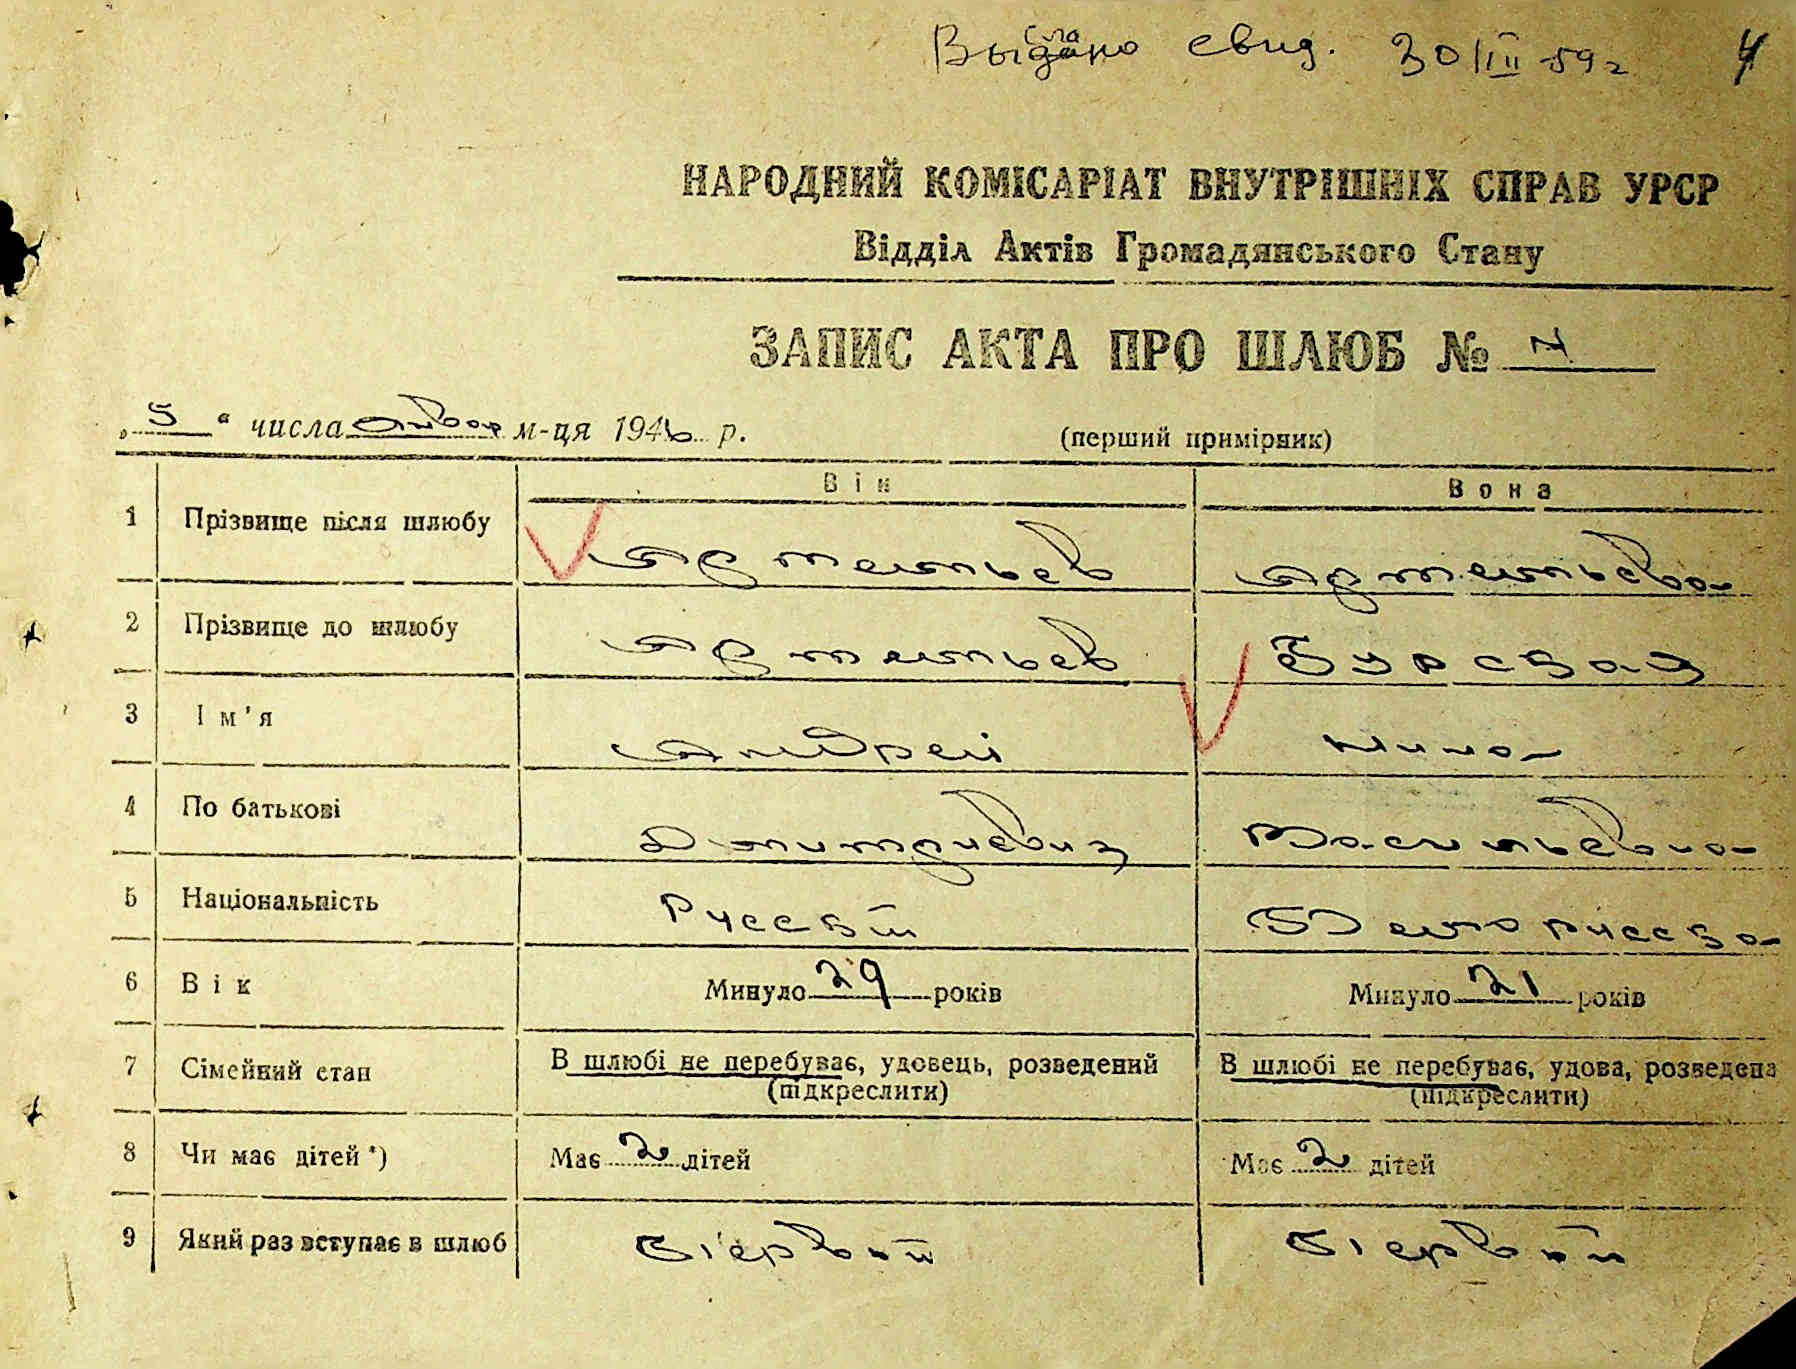 Выдано свид. 30/III-59 г
4
НАРОДНИЙ КОМІСАРІАТ ВНУТРІШНІХ СПРАВ УРСР
Відділ Актів Громадянського Стану
ЗАПИС АКТА ПРО ШЛЮБ №
„ 5 " числа январ м-ця 1946 р. (перший примірник)
Він Вона
1 Прізвище після шлюбу Артемьев Артемьева
2 Прізвище до шлюбу Артемьев Бурская
3 Ім'я Андрей Нина
4 По батькові Дмитриевич Васильевна
5 Національність Русский Белорусска
6 Вік Минуло 29 років Минуло 21 років
7 Сімейний стан В шлюбі не перебуває, удовець, розведений В шлюбі не перебуває, удова, розведена
(підкреслити) (підкреслити)
8 Чи має дітей *) Має 2 дітей Має 2 дітей
9 Який раз вступає в шлюб Первый Первый